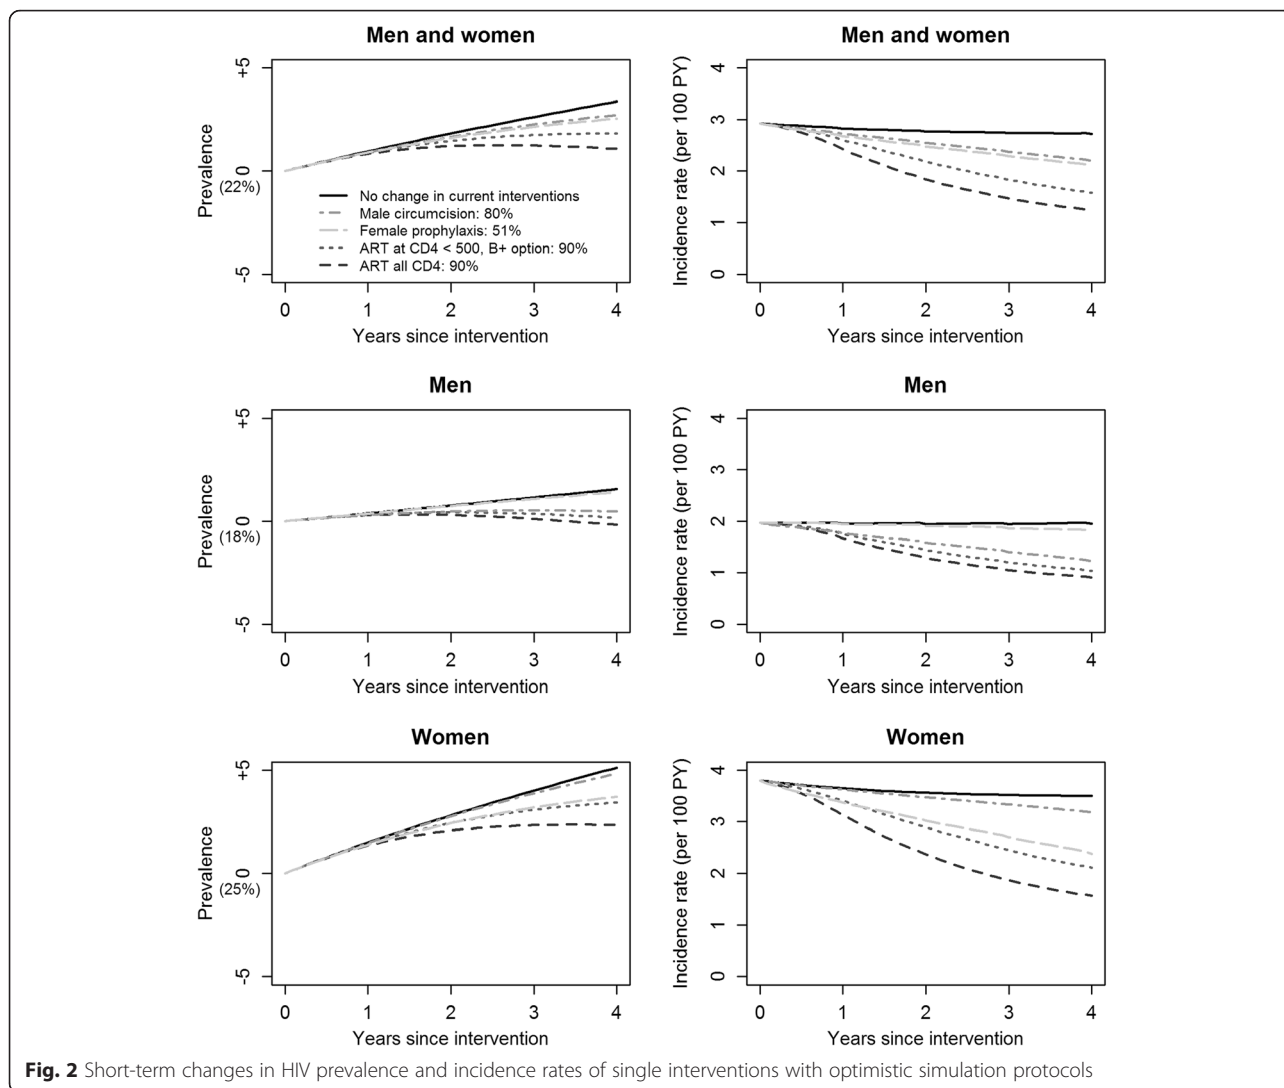 Men and women
Prevalence
+5
0
(22%)
-5
No change in current interventions
Male circumcision: 80%
Female prophylaxis: 51%
ART at CD4 < 500, B+ option: 90%
ART all CD4: 90%
0 1 2 3 4
Years since intervention
Men and women
Incidence rate (per 100 PY)
4
3
2
1
0
0 1 2 3 4
Years since intervention
Men
Prevalence
+5
0
(18%)
-5
0 1 2 3 4
Years since intervention
Men
Incidence rate (per 100 PY)
4
3
2
1
0
0 1 2 3 4
Years since intervention
Women
Prevalence
+5
0
(25%)
-5
0 1 2 3 4
Years since intervention
Women
Incidence rate (per 100 PY)
4
3
2
1
0
0 1 2 3 4
Years since intervention
Fig. 2 Short-term changes in HIV prevalence and incidence rates of single interventions with optimistic simulation protocols